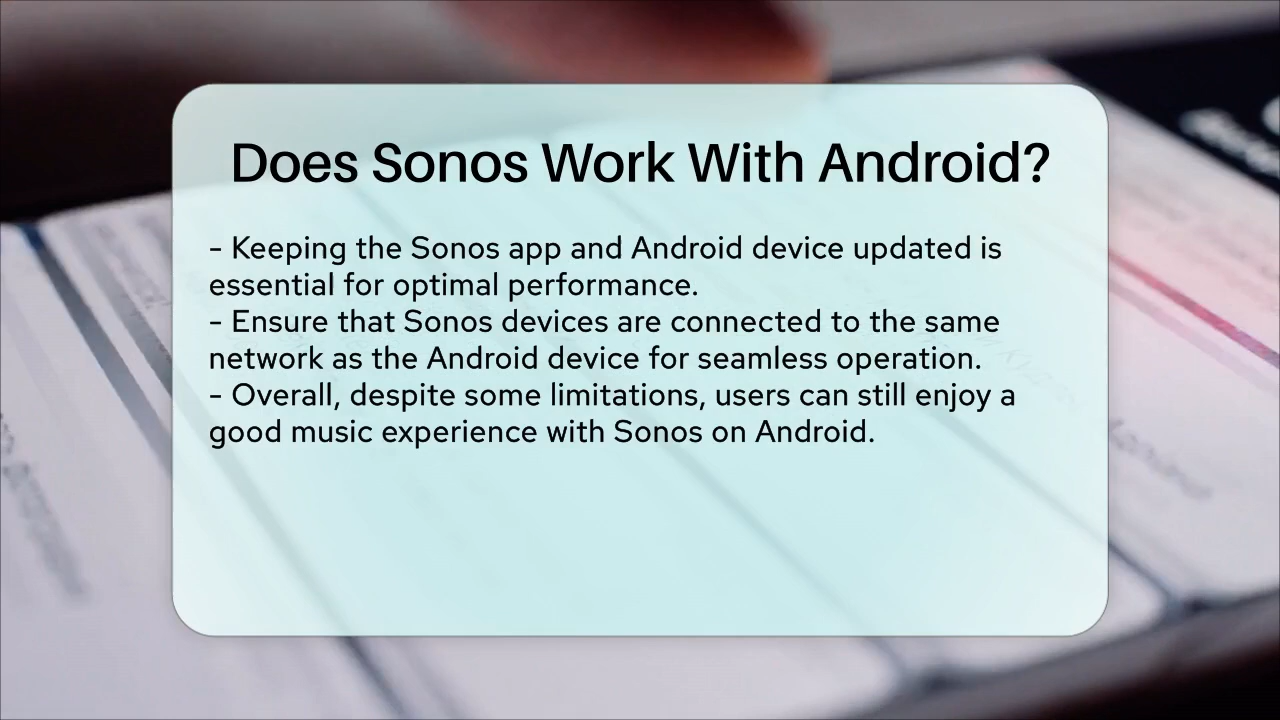 Does Sonos Work With Android?
- Keeping the Sonos app and Android device updated is
essential for optimal performance.
- Ensure that Sonos devices are connected to the same
network as the Android device for seamless operation.
- Overall, despite some limitations, users can still enjoy a
good music experience with Sonos on Android.